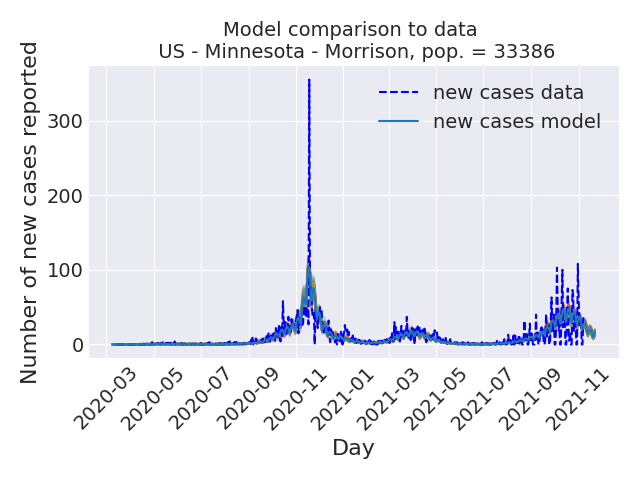 Model comparison to data
US - Minnesota - Morrison, pop. = 33386
Number of new cases reported
300
200
100
0
new cases data
new cases model
2020-03
2020-05
2020-07
2020-09
2020-11
2021-01
2021-03
2021-05
2021-07
2021-09
2021-11
Day